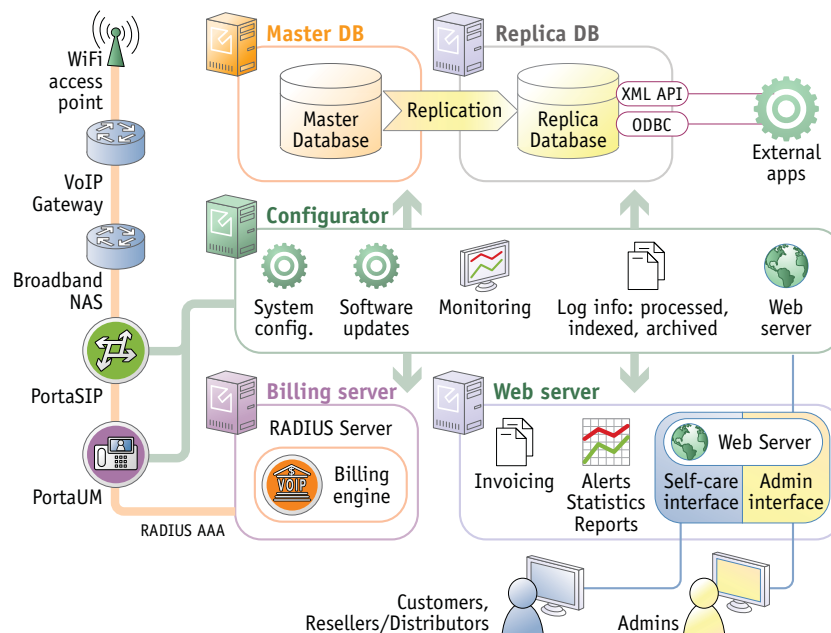 Master DB
Replica DB
WiFi
access
point
Master
Database
Replication
Replica
Database
XML API
ODBC
External
apps
VoIP
Gateway
Configurator
Broadband
NAS
System
config.
Software
updates
Monitoring
Log info: processed,
indexed, archived
Web
server
PortaSIP
Billing server
Web server
RADIUS Server
$
VOIP
Billing
engine
Invoicing
Alerts
Statistics
Reports
Web Server
Self-care
interface
Admin
interface
PortaUM
RADIUS AAA
Customers,
Resellers/Distributors
Admins